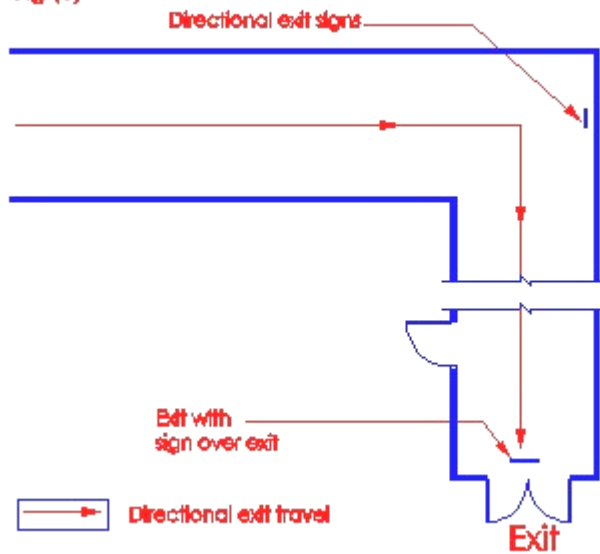 Directional exit signs
Exit with
sign over exit
Directional exit travel
Exit